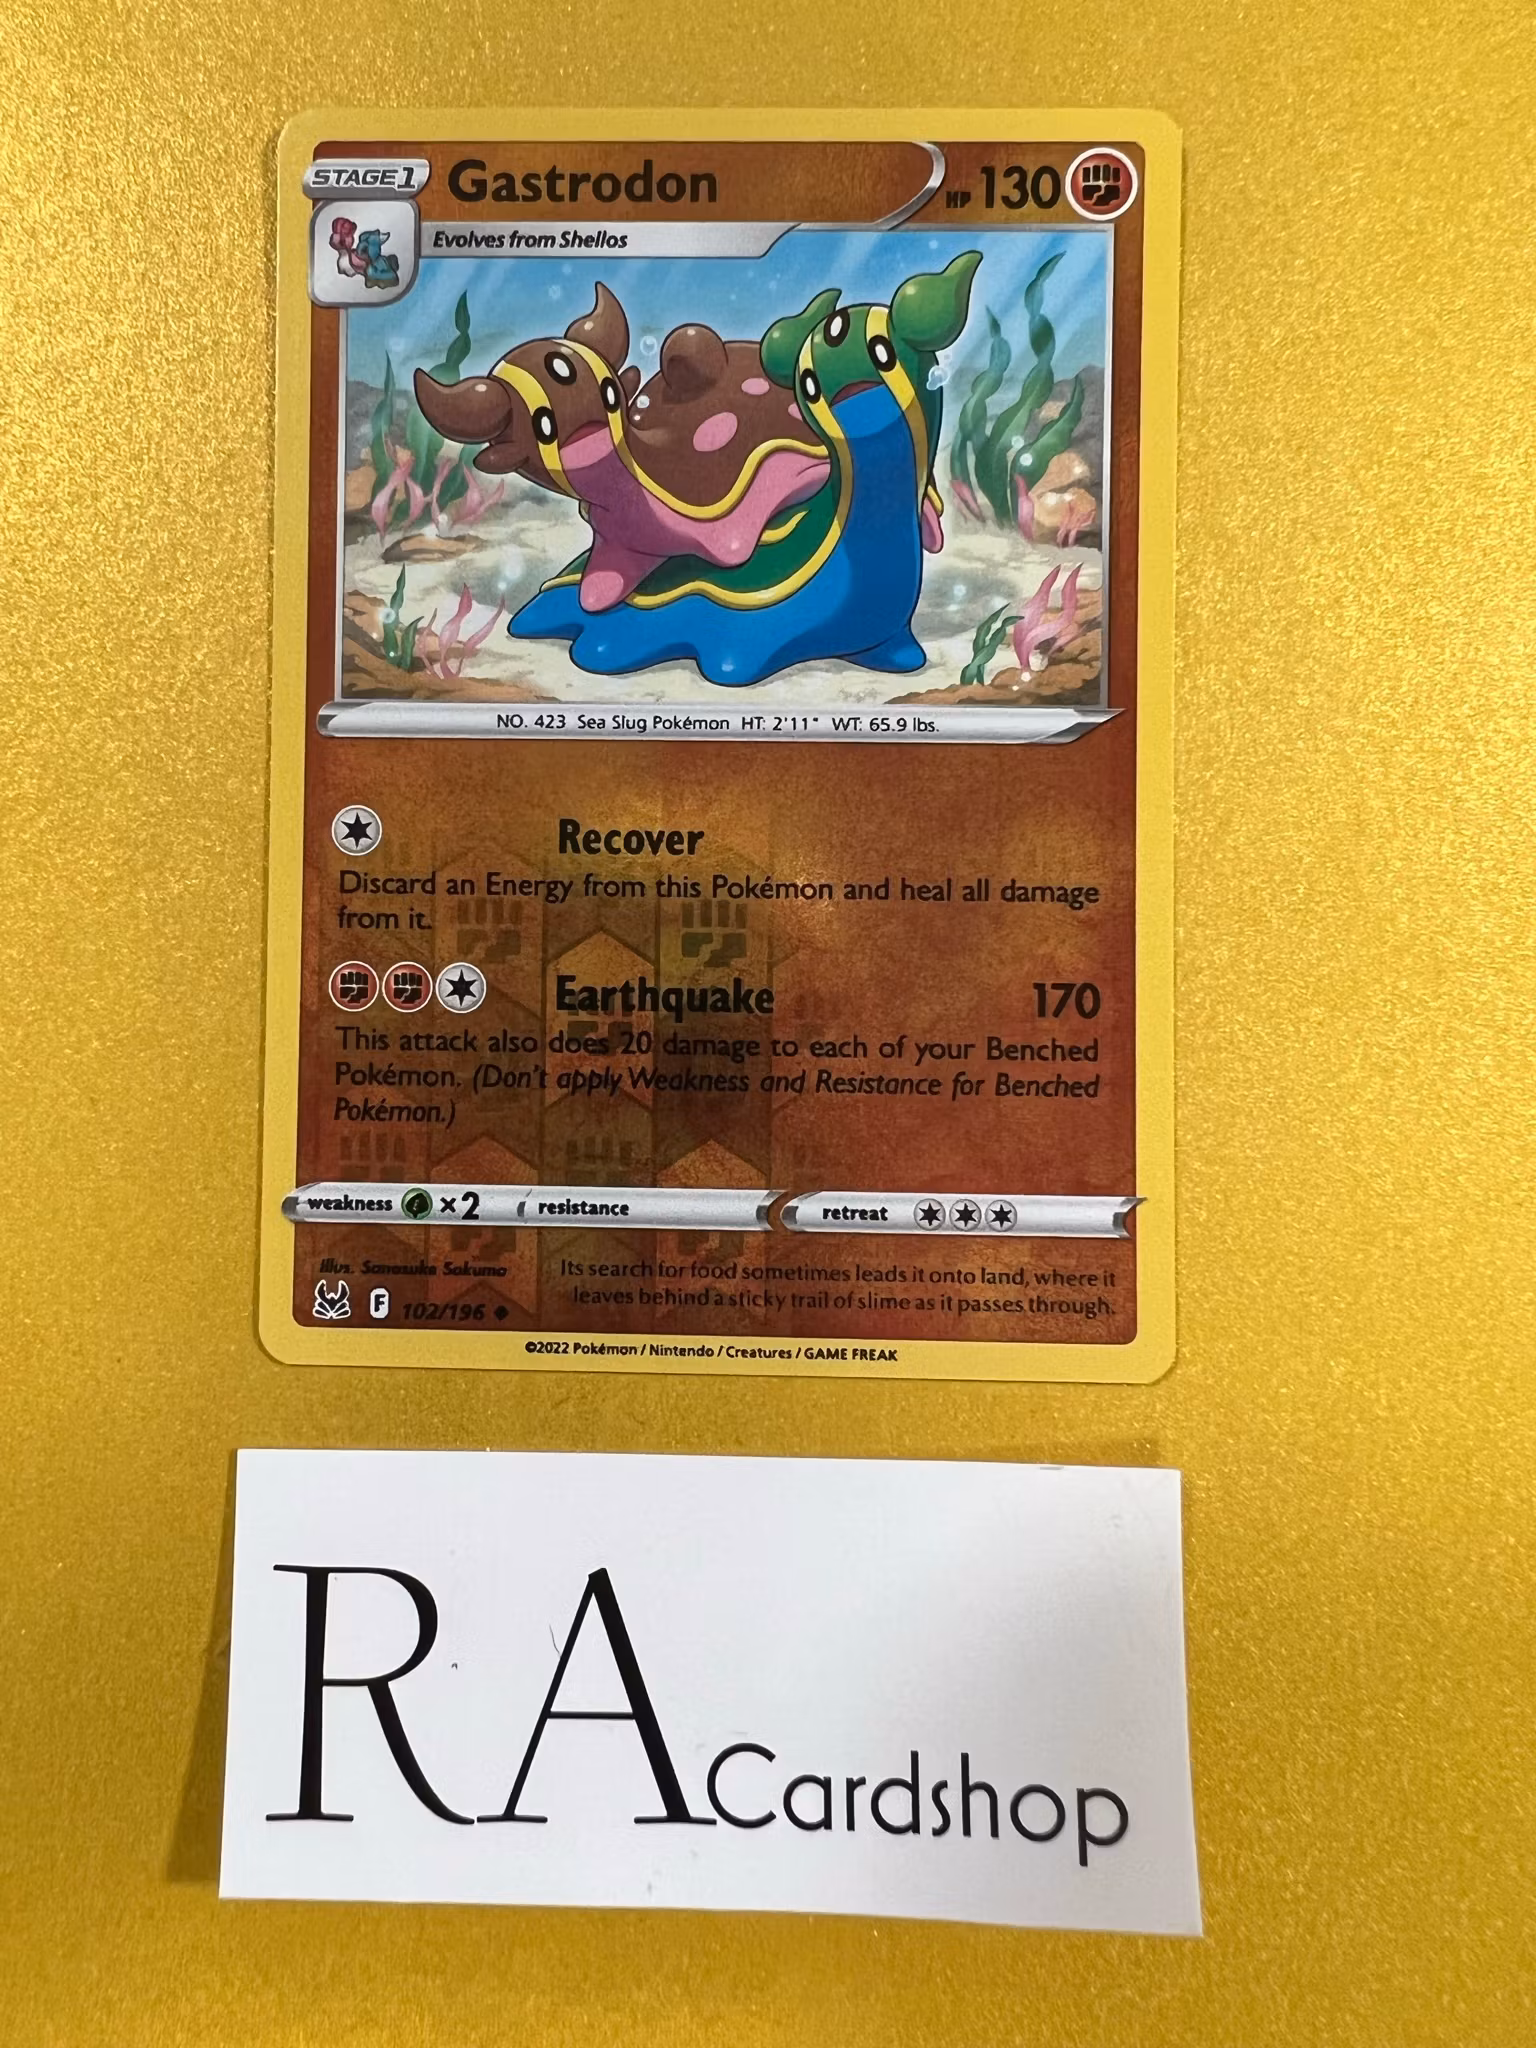 STAGE1
Gastrodon
HP 130
Evolves from Shellos
NO. 423 Sea Slug Pokémon HT: 2'11" WT: 65.9 lbs.
Recover
Discard an Energy from this Pokémon and heal all damage
from it.
Earthquake 170
This attack also does 20 damage to each of your Benched
Pokémon. (Don't apply Weakness and Resistance for Benched
Pokémon.)
weakness ×2 resistance retreat
Illus. Sanosuke Sakuma
Its search for food sometimes leads it onto land, where it
leaves behind a sticky trail of slime as it passes through.
F 102/196
©2022 Pokémon / Nintendo / Creatures / GAME FREAK
RA Cardshop